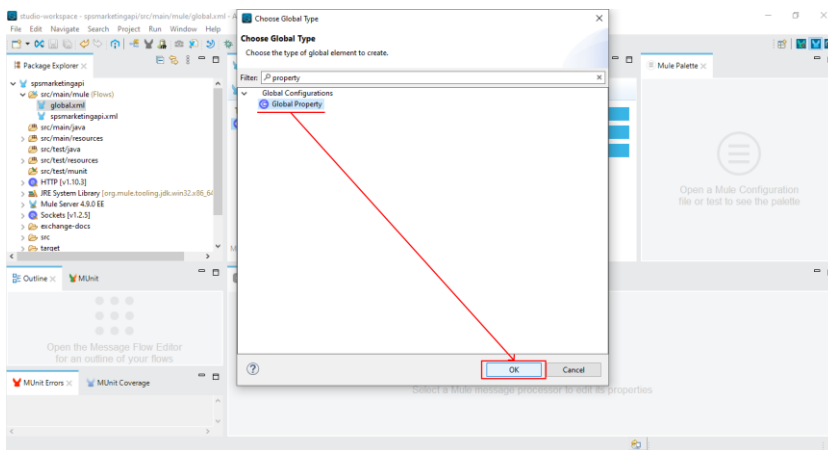 studio-workspace - spsmarketingapi/src/main/mule/global.xml - A
File Edit Navigate Search Project Run Window Help
Package Explorer
spsmarketingapi
src/main/mule (Flows)
global.xml
spsmarketingapi.xml
src/main/java
src/main/resources
src/test/java
src/test/resources
src/test/munit
HTTP [v1.10.3]
JRE System Library [org.mule.tooling.jdk.win32.x86_64
Mule Server 4.9.0 EE
Sockets [v1.2.5]
exchange-docs
src
target
Outline MUnit
Open the Message Flow Editor
for an outline of your flows
MUnit Errors MUnit Coverage
Choose Global Type
Choose Global Type
Choose the type of global element to create.
Filter: property
Global Configurations
Global Property
? OK Cancel
M
Select a Mule message processor to edit its properties
Mule Palette
Open a Mule Configuration
file or test to see the palette